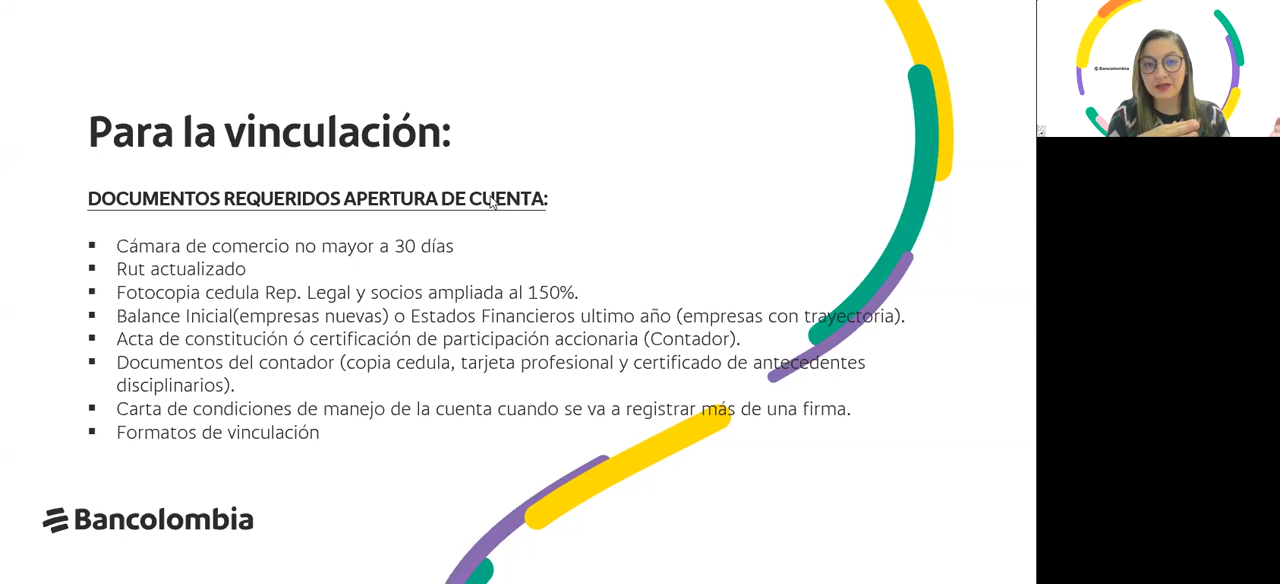 Para la vinculación:
DOCUMENTOS REQUERIDOS APERTURA DE CUENTA:
▪ Cámara de comercio no mayor a 30 días
▪ Rut actualizado
▪ Fotocopia cedula Rep. Legal y socios ampliada al 150%.
▪ Balance Inicial(empresas nuevas) o Estados Financieros ultimo año (empresas con trayectoria).
▪ Acta de constitución ó certificación de participación accionaria (Contador).
▪ Documentos del contador (copia cedula, tarjeta profesional y certificado de antecedentes
disciplinarios).
▪ Carta de condiciones de manejo de la cuenta cuando se va a registrar más de una firma.
▪ Formatos de vinculación
Bancolombia
Bancolombia